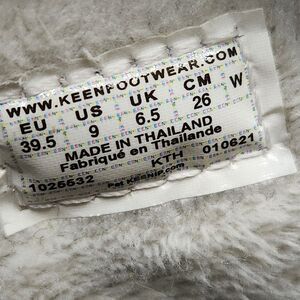 WWW.KEENFOOTWEAR.COM
EU US UK CM W
39.5 9 6.5 26
MADE IN THAILAND
Fabriqué en Thaïlande
KTH 010621
1025532